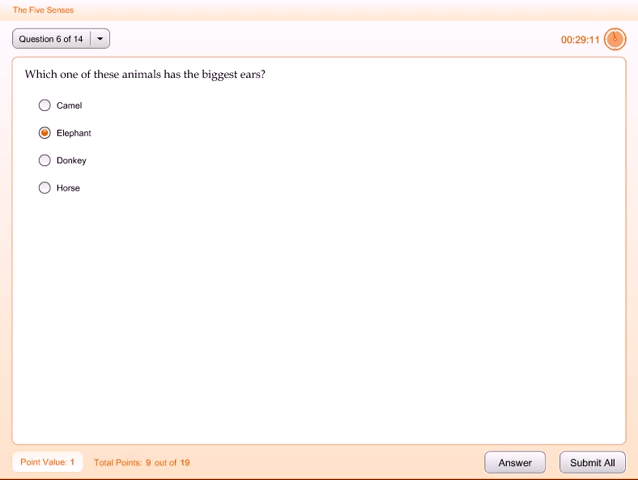 The Five Senses
Question 6 of 14
00:29:11
Which one of these animals has the biggest ears?
Camel
Elephant
Donkey
Horse
Point Value: 1
Total Points: 9 out of 19
Answer
Submit All